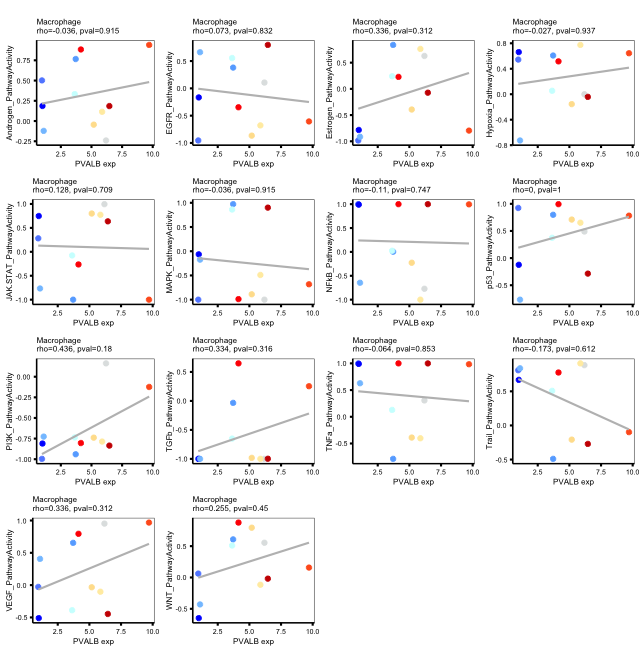 Macrophage
rho=-0.036, pval=0.915
Androgen_PathwayActivity
0.75
0.50
0.25
0.00
-0.25
2.5 5.0 7.5 10.0
PVALB exp
Macrophage
rho=0.073, pval=0.832
EGFR_PathwayActivity
0.5
0.0
-0.5
-1.0
2.5 5.0 7.5 10.0
PVALB exp
Macrophage
rho=0.336, pval=0.312
Estrogen_PathwayActivity
0.5
0.0
-0.5
-1.0
2.5 5.0 7.5 10.0
PVALB exp
Macrophage
rho=-0.027, pval=0.937
Hypoxia_PathwayActivity
0.8
0.4
0.0
-0.4
-0.8
2.5 5.0 7.5 10.0
PVALB exp
Macrophage
rho=0.128, pval=0.709
JAK.STAT_PathwayActivity
1.0
0.5
0.0
-0.5
-1.0
2.5 5.0 7.5 10.0
PVALB exp
Macrophage
rho=-0.036, pval=0.915
MAPK_PathwayActivity
1.0
0.5
0.0
-0.5
-1.0
2.5 5.0 7.5 10.0
PVALB exp
Macrophage
rho=-0.11, pval=0.747
NFkB_PathwayActivity
1.0
0.5
0.0
-0.5
-1.0
2.5 5.0 7.5 10.0
PVALB exp
Macrophage
rho=0, pval=1
p53_PathwayActivity
1.0
0.5
0.0
-0.5
2.5 5.0 7.5 10.0
PVALB exp
Macrophage
rho=0.436, pval=0.18
PI3K_PathwayActivity
0.00
-0.25
-0.50
-0.75
-1.00
2.5 5.0 7.5 10.0
PVALB exp
Macrophage
rho=0.334, pval=0.316
TGFb_PathwayActivity
0.5
0.0
-0.5
-1.0
2.5 5.0 7.5 10.0
PVALB exp
Macrophage
rho=-0.064, pval=0.853
TNFa_PathwayActivity
1.0
0.5
0.0
-0.5
2.5 5.0 7.5 10.0
PVALB exp
Macrophage
rho=-0.173, pval=0.612
Trail_PathwayActivity
0.5
0.0
-0.5
2.5 5.0 7.5 10.0
PVALB exp
Macrophage
rho=0.336, pval=0.312
VEGF_PathwayActivity
1.0
0.5
0.0
-0.5
2.5 5.0 7.5 10.0
PVALB exp
Macrophage
rho=0.255, pval=0.45
WNT_PathwayActivity
0.5
0.0
-0.5
2.5 5.0 7.5 10.0
PVALB exp